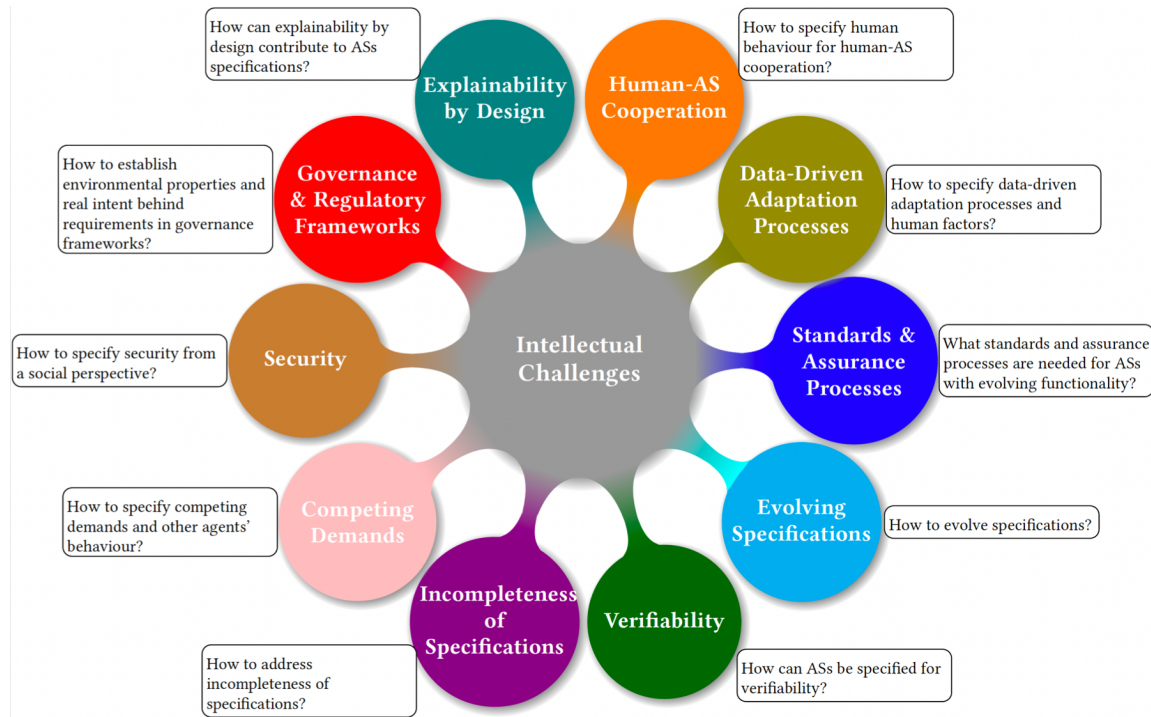 How can explainability by
design contribute to ASs
specifications?
Explainability
by Design
Human-AS
Cooperation
How to specify human
behaviour for human-AS
cooperation?
How to establish
environmental properties and
real intent behind
requirements in governance
frameworks?
Governance
& Regulatory
Frameworks
Data-Driven
Adaptation
Processes
How to specify data-driven
adaptation processes and
human factors?
How to specify security from
a social perspective?
Security
Intellectual
Challenges
Standards &
Assurance
Processes
What standards and assurance
processes are needed for ASs
with evolving functionality?
How to specify competing
demands and other agents'
behaviour?
Competing
Demands
Evolving
Specifications
How to evolve specifications?
How to address
incompleteness of
specifications?
Incompleteness
of
Specifications
Verifiability
How can ASs be specified for
verifiability?